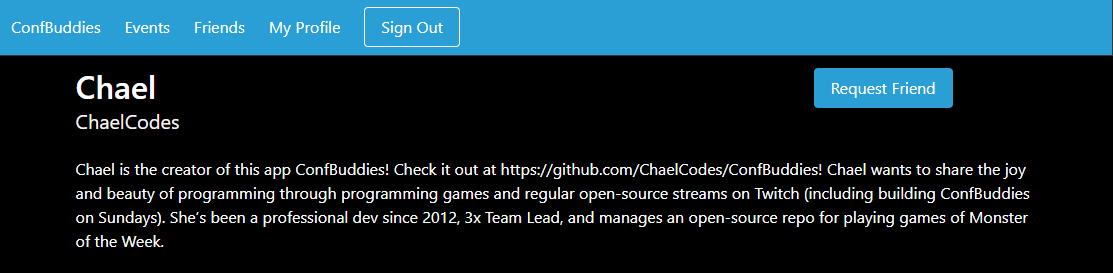 ConfBuddies Events Friends My Profile Sign Out
Chael Request Friend
ChaelCodes
Chael is the creator of this app ConfBuddies! Check it out at https://github.com/ChaelCodes/ConfBuddies! Chael wants to share the joy
and beauty of programming through programming games and regular open-source streams on Twitch (including building ConfBuddies
on Sundays). She’s been a professional dev since 2012, 3x Team Lead, and manages an open-source repo for playing games of Monster
of the Week.